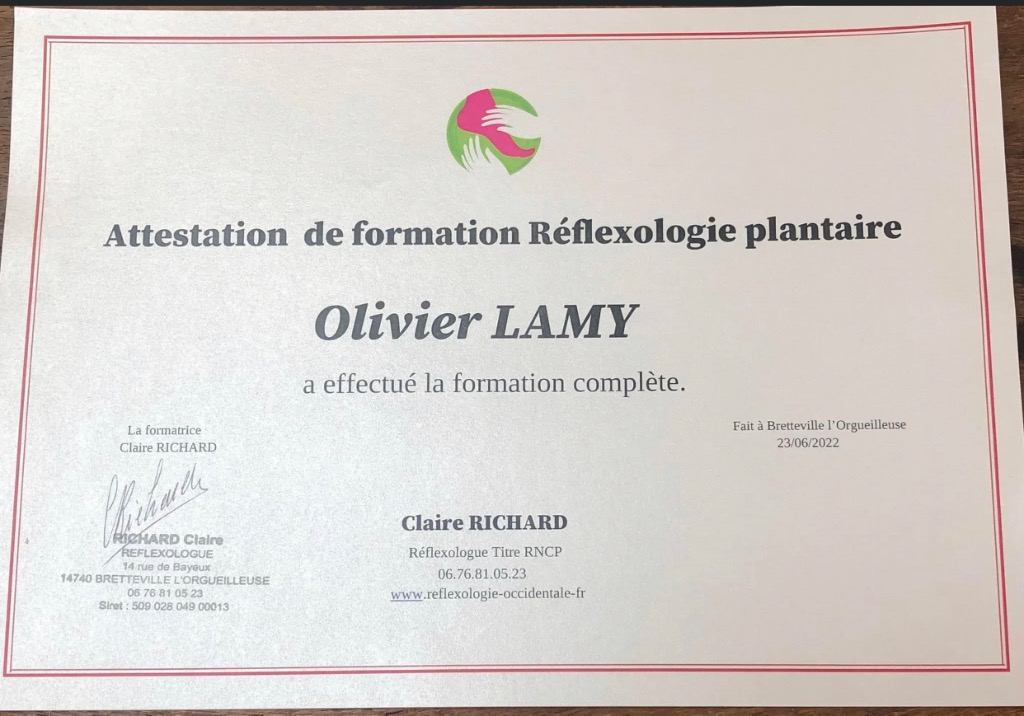 Attestation de formation Réflexologie plantaire
Olivier LAMY
a effectué la formation complète.
La formatrice
Claire RICHARD
Fait à Bretteville l'Orgueilleuse
23/06/2022
CRichard
RICHARD Claire
REFLEXOLOGUE
14 rue de Bayeux
14740 BRETTEVILLE L'ORGUEILLEUSE
06 76 81 05 23
Siret : 509 028 049 00013
Claire RICHARD
Réflexologue Titre RNCP
06.76.81.05.23
www.reflexologie-occidentale-fr